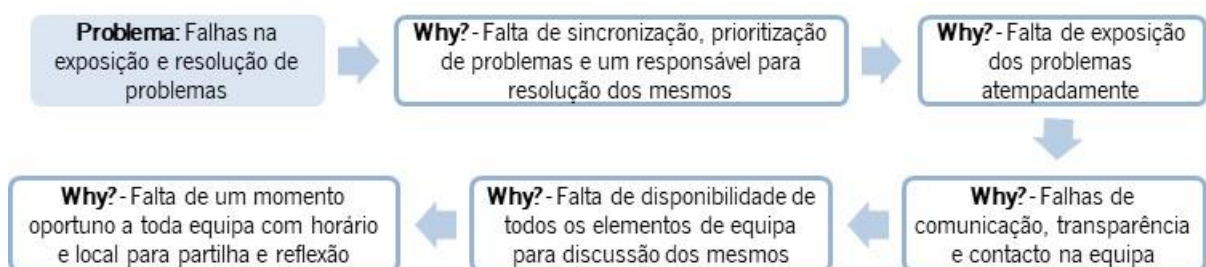 Problema: Falhas na
exposição e resolução de
problemas
Why?- Falta de sincronização, prioritização
de problemas e um responsável para
resolução dos mesmos
Why?- Falta de exposição
dos problemas
atempadamente
Why?- Falhas de
comunicação, transparência
e contacto na equipa
Why?- Falta de disponibilidade de
todos os elementos de equipa
para discussão dos mesmos
Why?- Falta de um momento
oportuno a toda equipa com horário
e local para partilha e reflexão